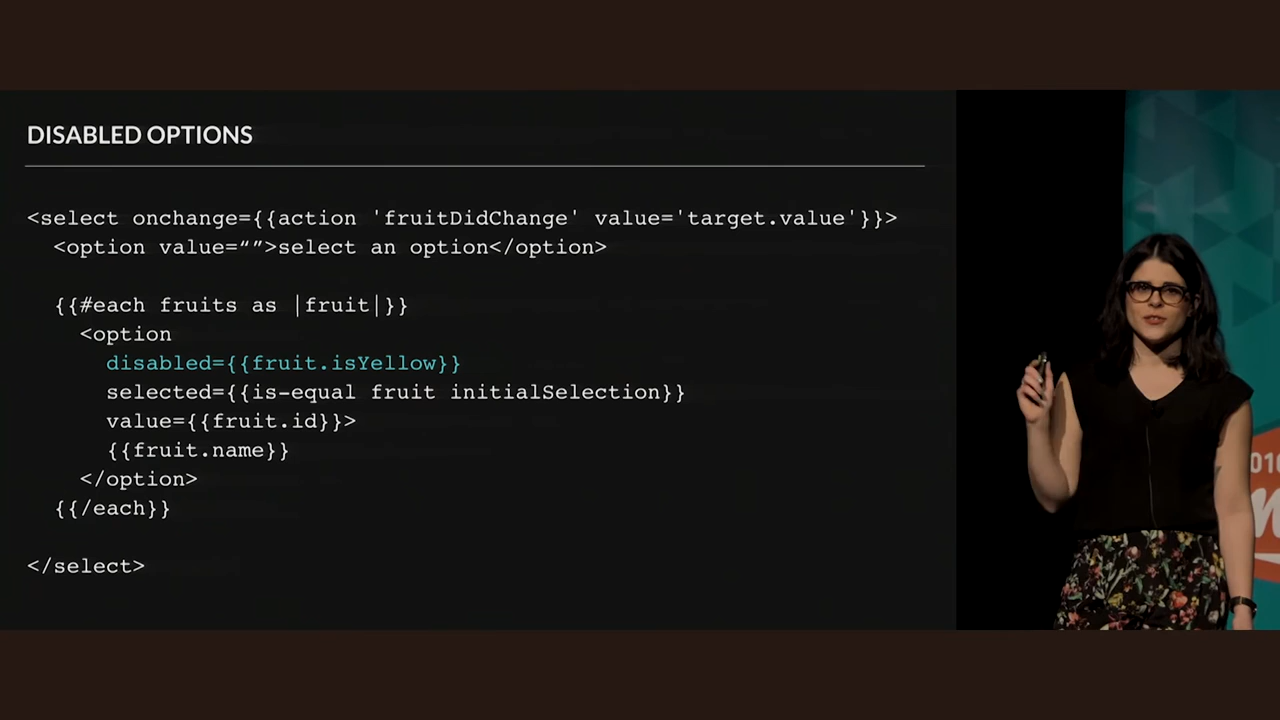 DISABLED OPTIONS
<select onchange={{action 'fruitDidChange' value='target.value'}}>
<option value=“”>select an option</option>
{{#each fruits as |fruit|}}
<option
disabled={{fruit.isYellow}}
selected={{is-equal fruit initialSelection}}
value={{fruit.id}}>
{{fruit.name}}
</option>
{{/each}}
</select>